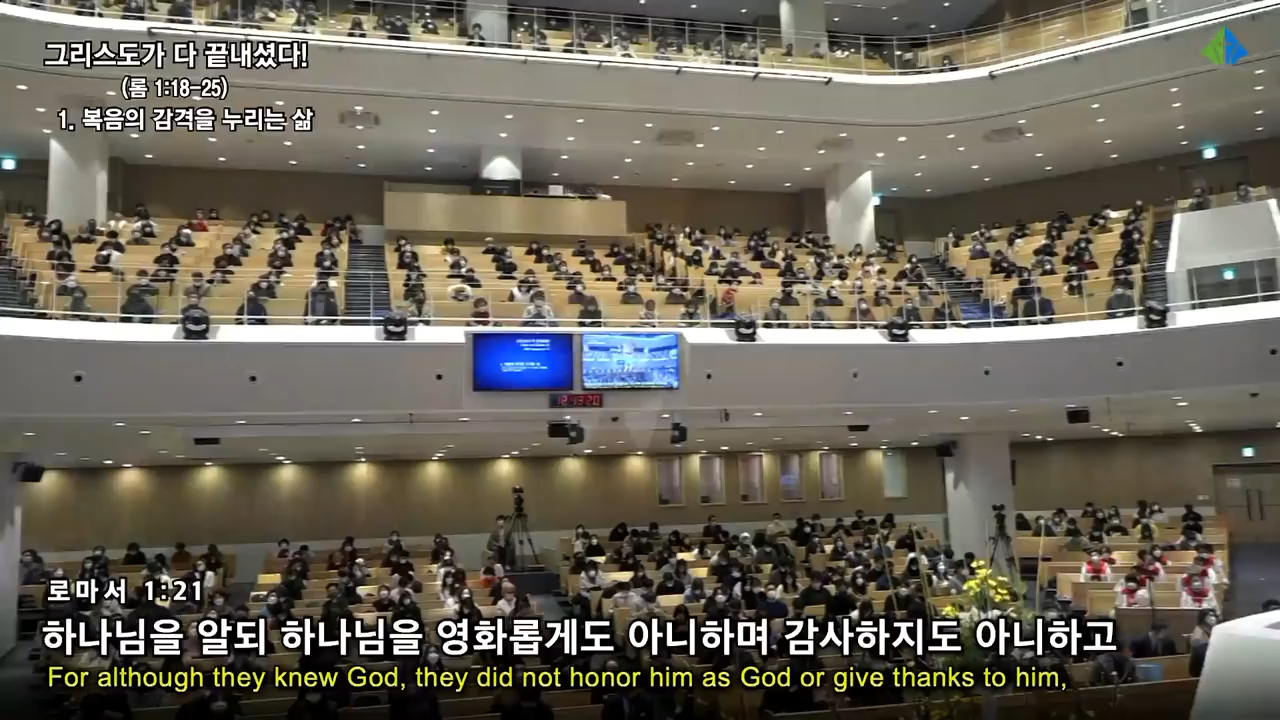 그리스도가 다 끝내셨다!
(롬 1:18-25)
1. 복음의 감격을 누리는 삶
12:43:20
로마서 1:21
하나님을 알되 하나님을 영화롭게도 아니하며 감사하지도 아니하고
For although they knew God, they did not honor him as God or give thanks to him,